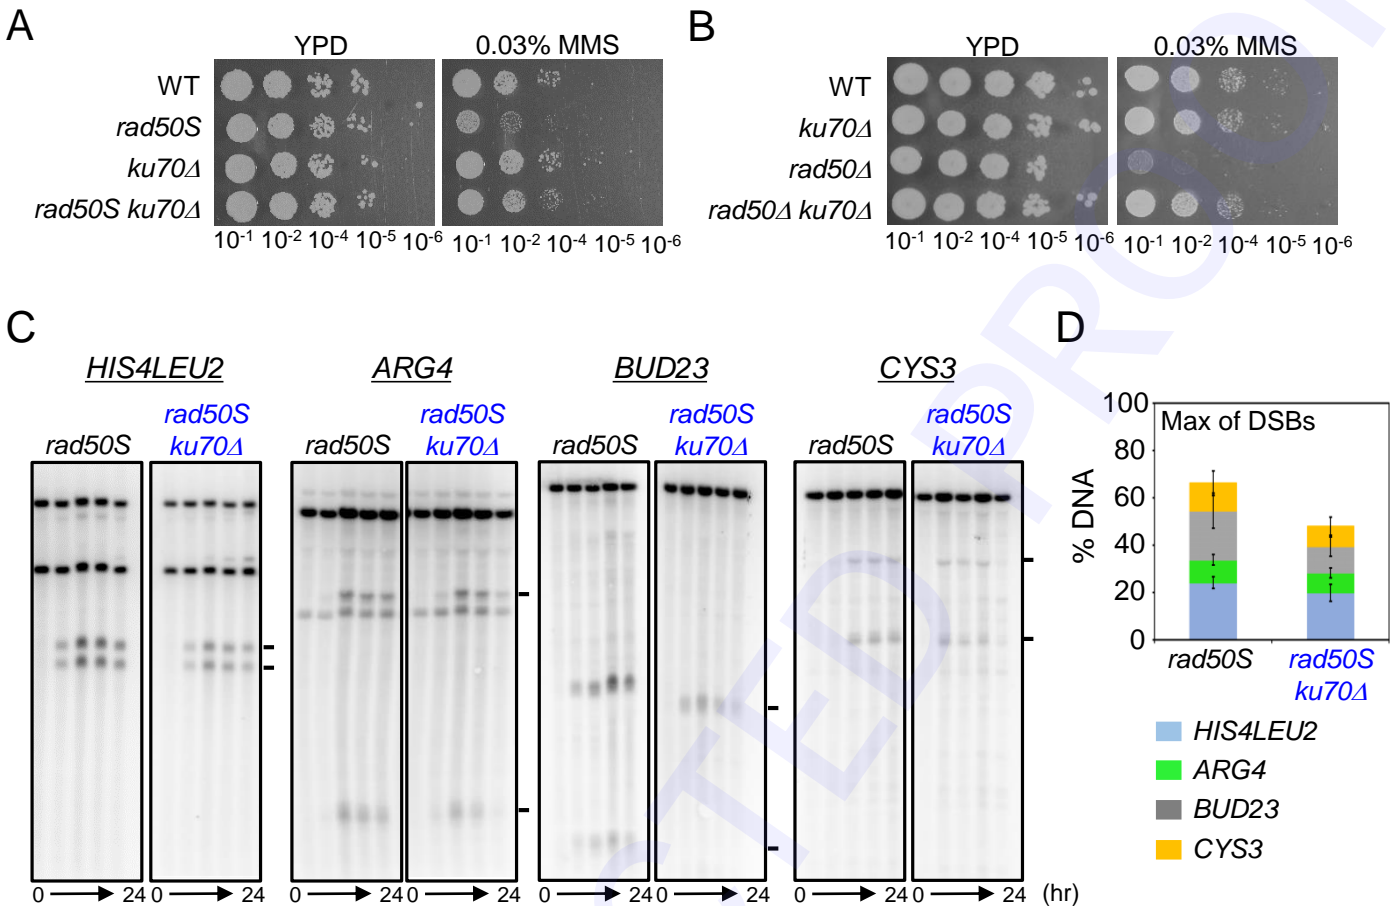 A
YPD 0.03% MMS
WT
rad50S
ku70Δ
rad50S ku70Δ
10-1 10-2 10-4 10-5 10-6 10-1 10-2 10-4 10-5 10-6
B
YPD 0.03% MMS
WT
ku70Δ
rad50Δ
rad50Δ ku70Δ
10-1 10-2 10-4 10-5 10-6 10-1 10-2 10-4 10-5 10-6
C
HIS4LEU2 ARG4 BUD23 CYS3
rad50S rad50S ku70Δ rad50S rad50S ku70Δ rad50S rad50S ku70Δ rad50S rad50S ku70Δ
0 24 0 24 0 24 0 24 0 24 0 24 0 24 0 24 (hr)
D
Max of DSBs
% DNA
100
80
60
40
20
0
rad50S rad50S
ku70Δ
HIS4LEU2
ARG4
BUD23
CYS3